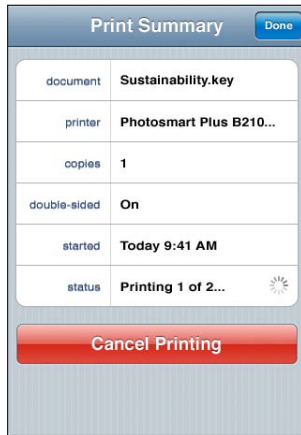 Print Summary
Done
document Sustainability.key
printer Photosmart Plus B210...
copies 1
double-sided On
started Today 9:41 AM
status Printing 1 of 2...
Cancel Printing